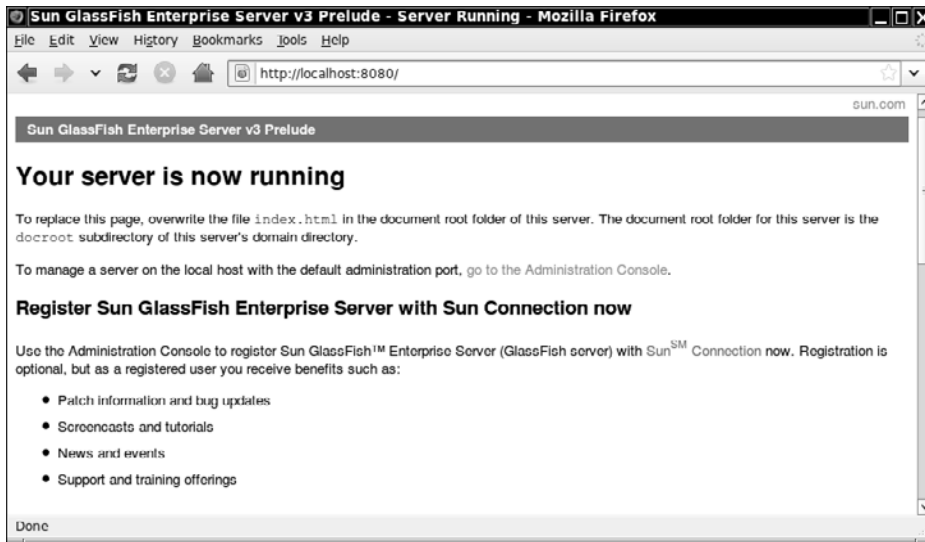 Sun GlassFish Enterprise Server v3 Prelude - Server Running - Mozilla Firefox
File Edit View History Bookmarks Tools Help
http://localhost:8080/
sun.com
Sun GlassFish Enterprise Server v3 Prelude
Your server is now running
To replace this page, overwrite the file index.html in the document root folder of this server. The document root folder for this server is the
docroot subdirectory of this server's domain directory.
To manage a server on the local host with the default administration port, go to the Administration Console.
Register Sun GlassFish Enterprise Server with Sun Connection now
Use the Administration Console to register Sun GlassFish™ Enterprise Server (GlassFish server) with Sun℠ Connection now. Registration is
optional, but as a registered user you receive benefits such as:
• Patch information and bug updates
• Screencasts and tutorials
• News and events
• Support and training offerings
Done